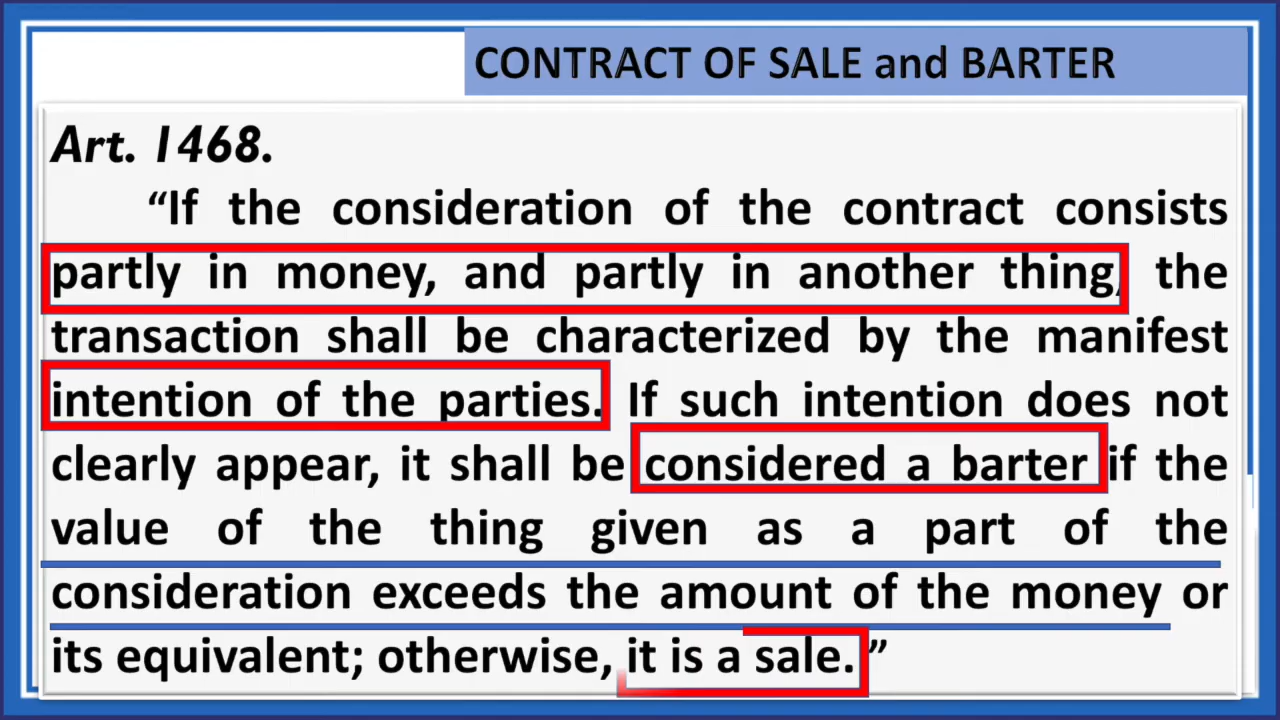 CONTRACT OF SALE and BARTER
Art. 1468.
“If the consideration of the contract consists
partly in money, and partly in another thing, the
transaction shall be characterized by the manifest
intention of the parties. If such intention does not
clearly appear, it shall be considered a barter if the
value of the thing given as a part of the
consideration exceeds the amount of the money or
its equivalent; otherwise, it is a sale.”